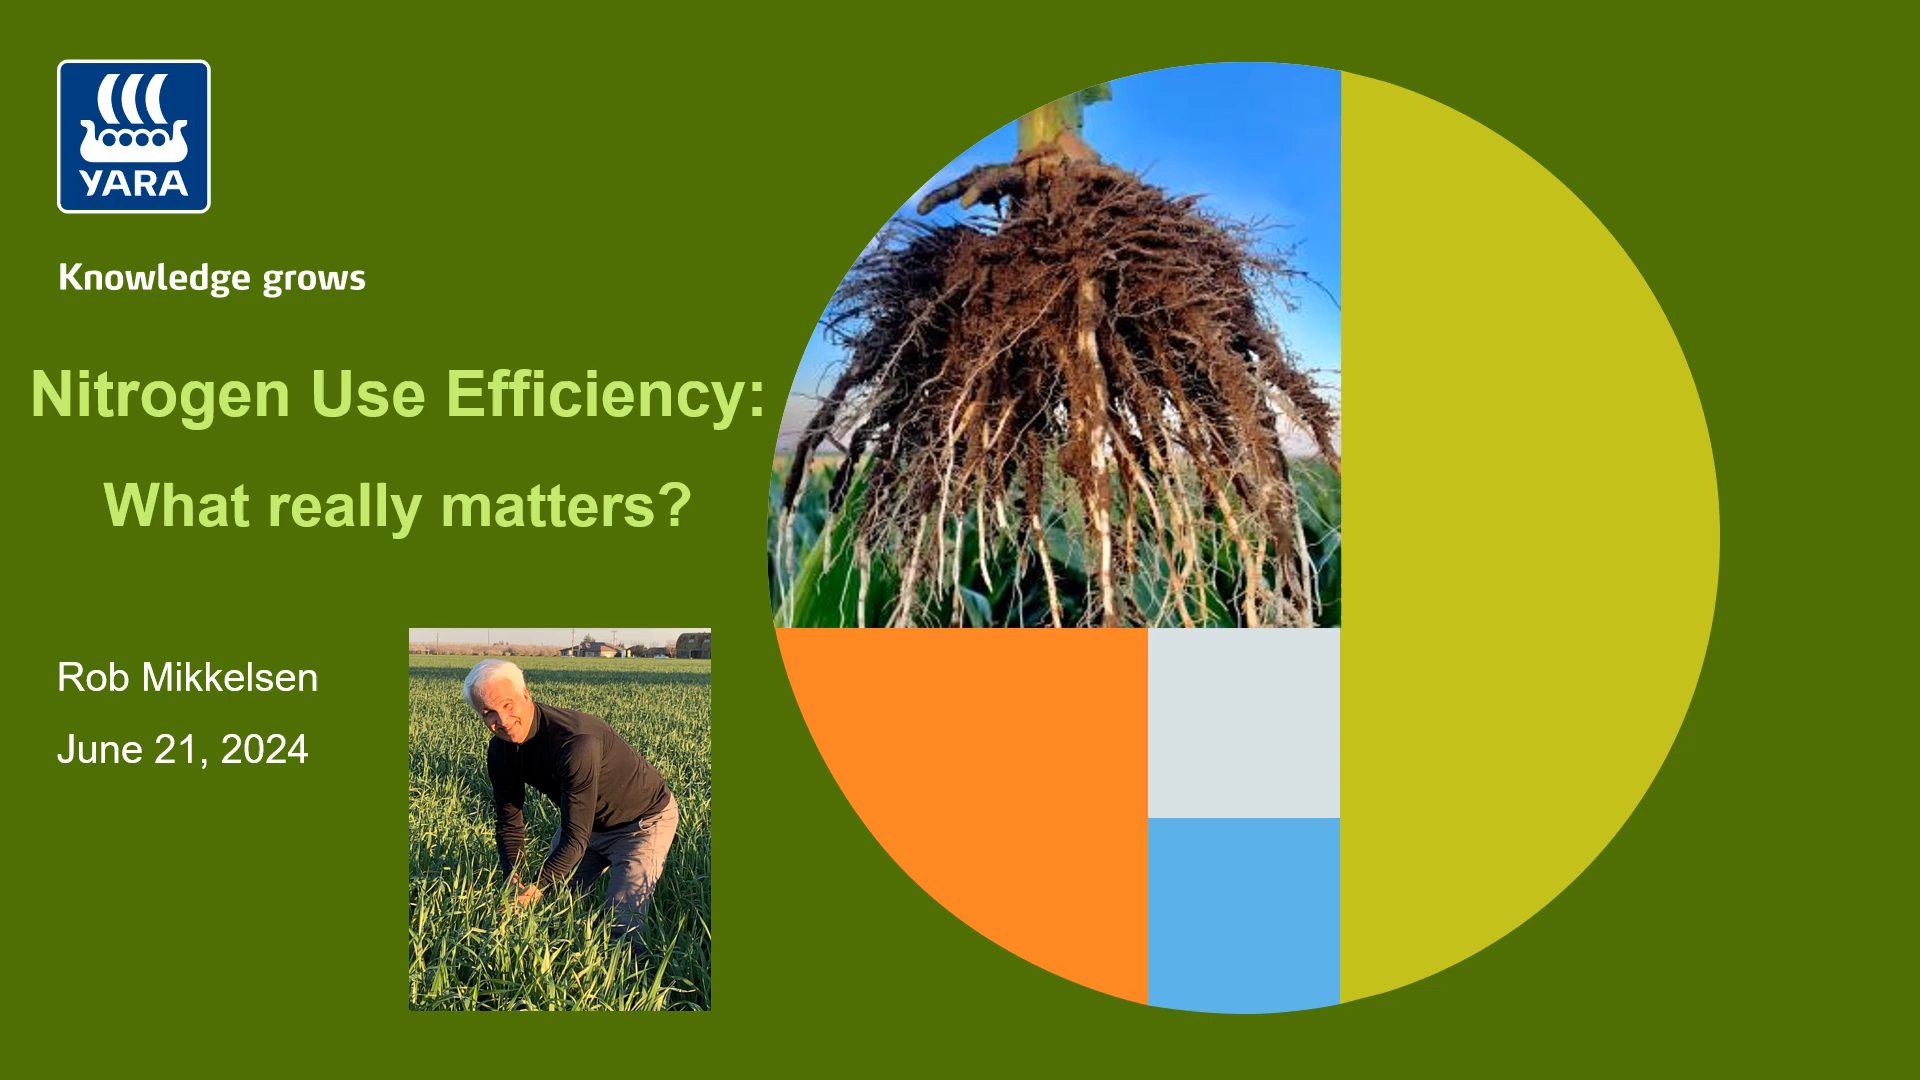 YARA
Knowledge grows
Nitrogen Use Efficiency:
What really matters?
Rob Mikkelsen
June 21, 2024